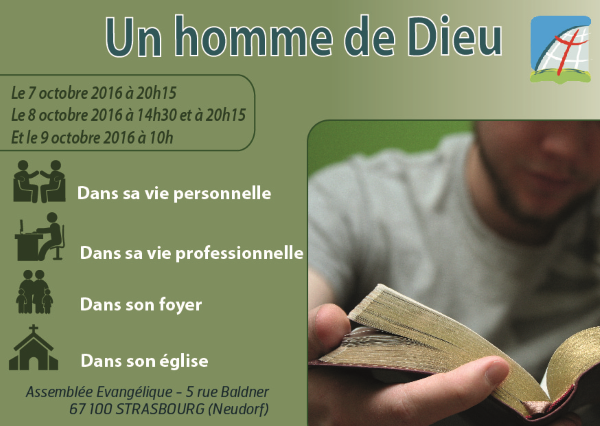 Un homme de Dieu
Le 7 octobre 2016 à 20h15
Le 8 octobre 2016 à 14h30 et à 20h15
Et le 9 octobre 2016 à 10h
Dans sa vie personnelle
Dans sa vie professionnelle
Dans son foyer
Dans son église
Assemblée Evangélique – 5 rue Baldner
67100 STRASBOURG (Neudorf)